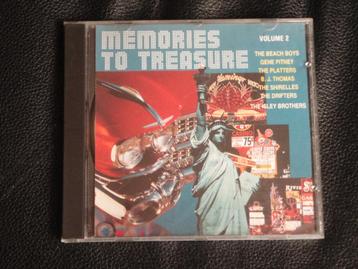 MEMORIES
TO TREASURE
VOLUME 2
THE BEACH BOYS
GENE PITNEY
THE PLATTERS
B. J. THOMAS
THE SHIRELLES
THE DRIFTERS
THE ISLEY BROTHERS
75¢